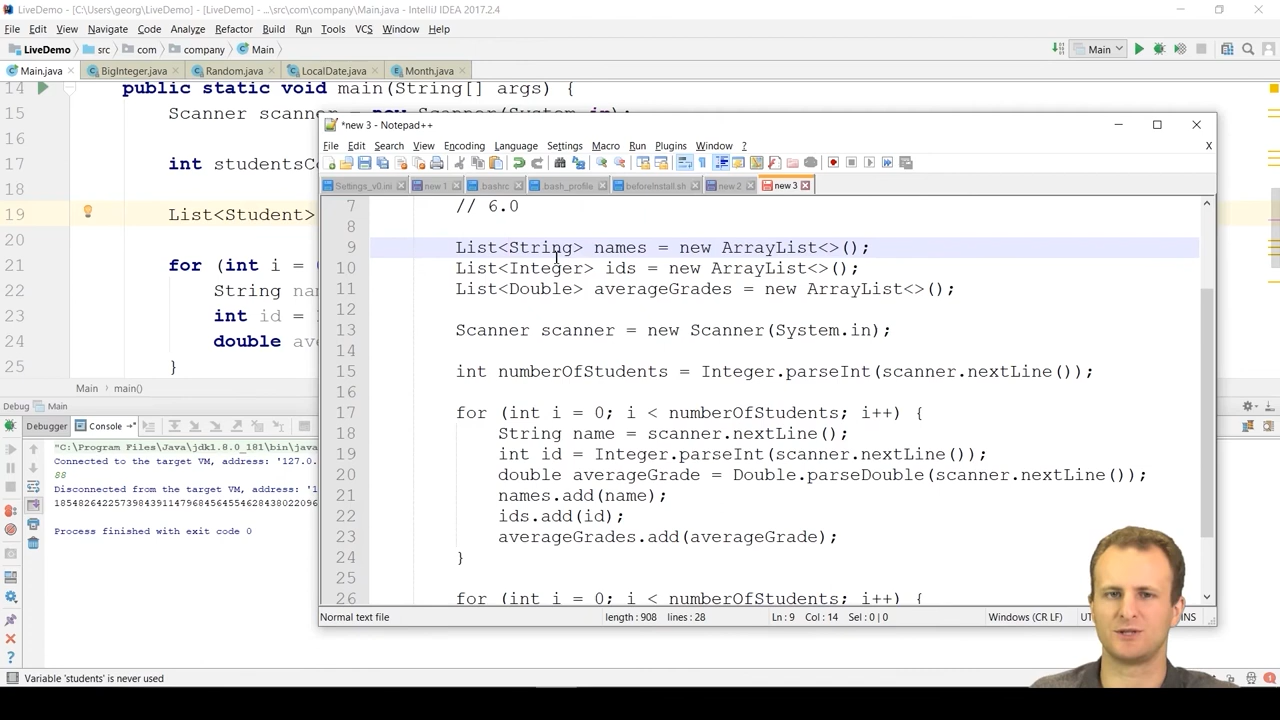 LiveDemo - [C:\Users\georg\LiveDemo] - [LiveDemo] - ...\src\com\company\Main.java - IntelliJ IDEA 2017.2.4
File Edit View Navigate Code Analyze Refactor Build Run Tools VCS Window Help
LiveDemo src com company Main Main
Main.java BigInteger.java Random.java LocalDate.java Month.java
14 public static void main(String[] args) {
15 Scanner scanner = new Scanner(System.in);
16
17 int studentsCo
18
19 List<Student>
20
21 for (int i =
22 String na
23 int id =
24 double ave
25 }
Main main()
Debug Main
Debugger Console
"C:\Program Files\Java\jdk1.8.0_181\bin\java
Connected to the target VM, address: '127.0.
88
Disconnected from the target VM, address: '1
18548264225739843911479684564554628438022096
Process finished with exit code 0
Variable 'students' is never used
*new 3 - Notepad++
File Edit Search View Encoding Language Settings Macro Run Plugins Window ? X
Settings_v0.ini new 1 bashrc bash_profile beforeInstall.sh new 2 new 3
7 // 6.0
8
9 List<String> names = new ArrayList<>();
10 List<Integer> ids = new ArrayList<>();
11 List<Double> averageGrades = new ArrayList<>();
12
13 Scanner scanner = new Scanner(System.in);
14
15 int numberOfStudents = Integer.parseInt(scanner.nextLine());
16
17 for (int i = 0; i < numberOfStudents; i++) {
18 String name = scanner.nextLine();
19 int id = Integer.parseInt(scanner.nextLine());
20 double averageGrade = Double.parseDouble(scanner.nextLine());
21 names.add(name);
22 ids.add(id);
23 averageGrades.add(averageGrade);
24 }
25
26 for (int i = 0; i < numberOfStudents; i++) {
Normal text file length : 908 lines : 28 Ln : 9 Col : 14 Sel : 0 | 0 Windows (CR LF) UT INS